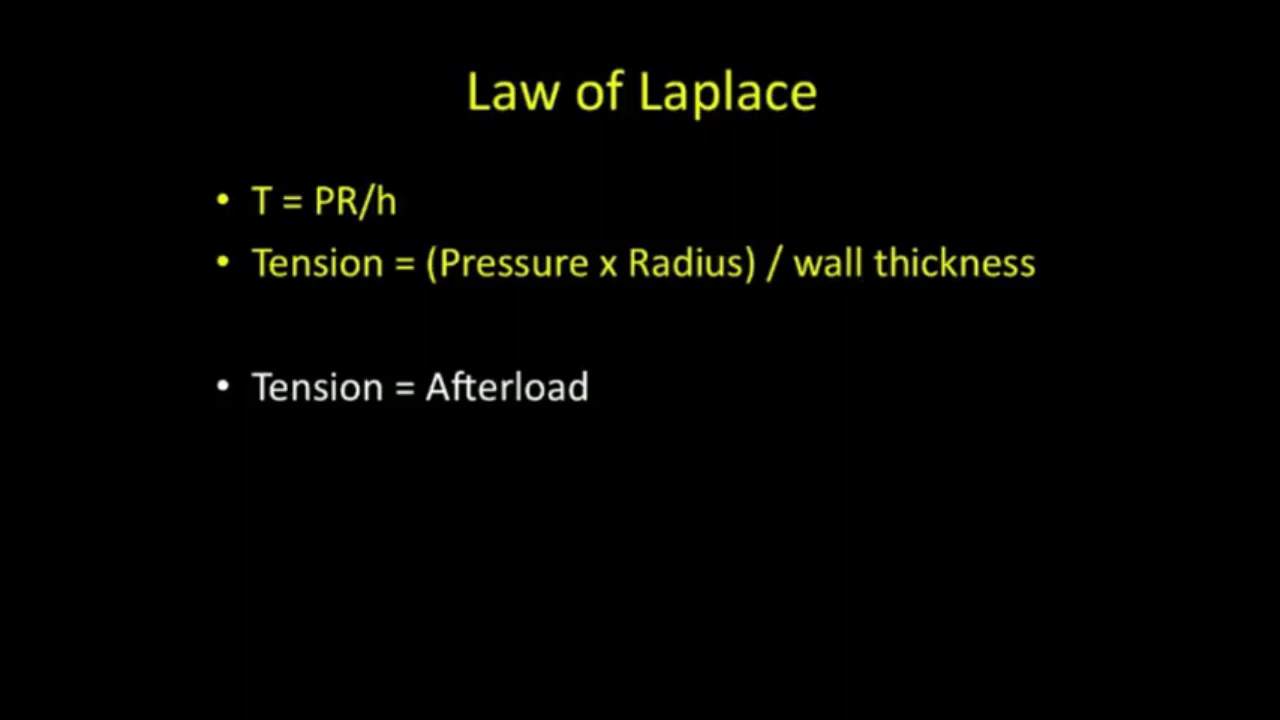 Law of Laplace
• T = PR/h
• Tension = (Pressure x Radius) / wall thickness
• Tension = Afterload